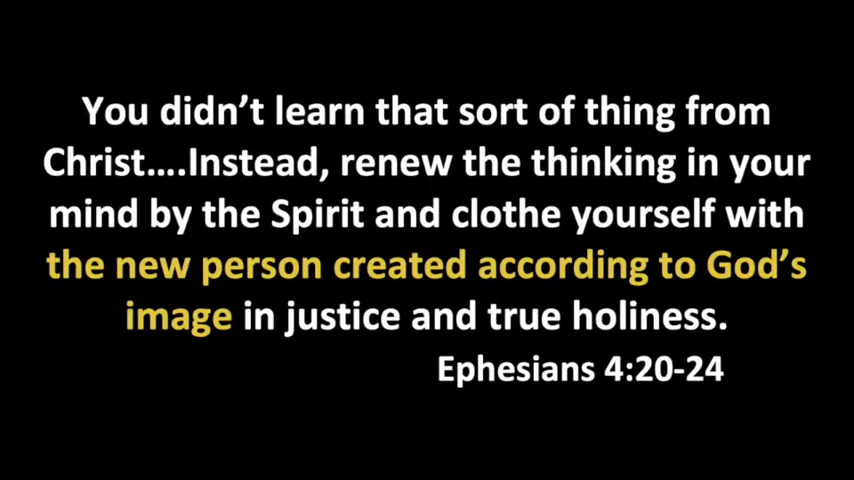 You didn’t learn that sort of thing from
Christ….Instead, renew the thinking in your
mind by the Spirit and clothe yourself with
the new person created according to God’s
image in justice and true holiness.
Ephesians 4:20-24